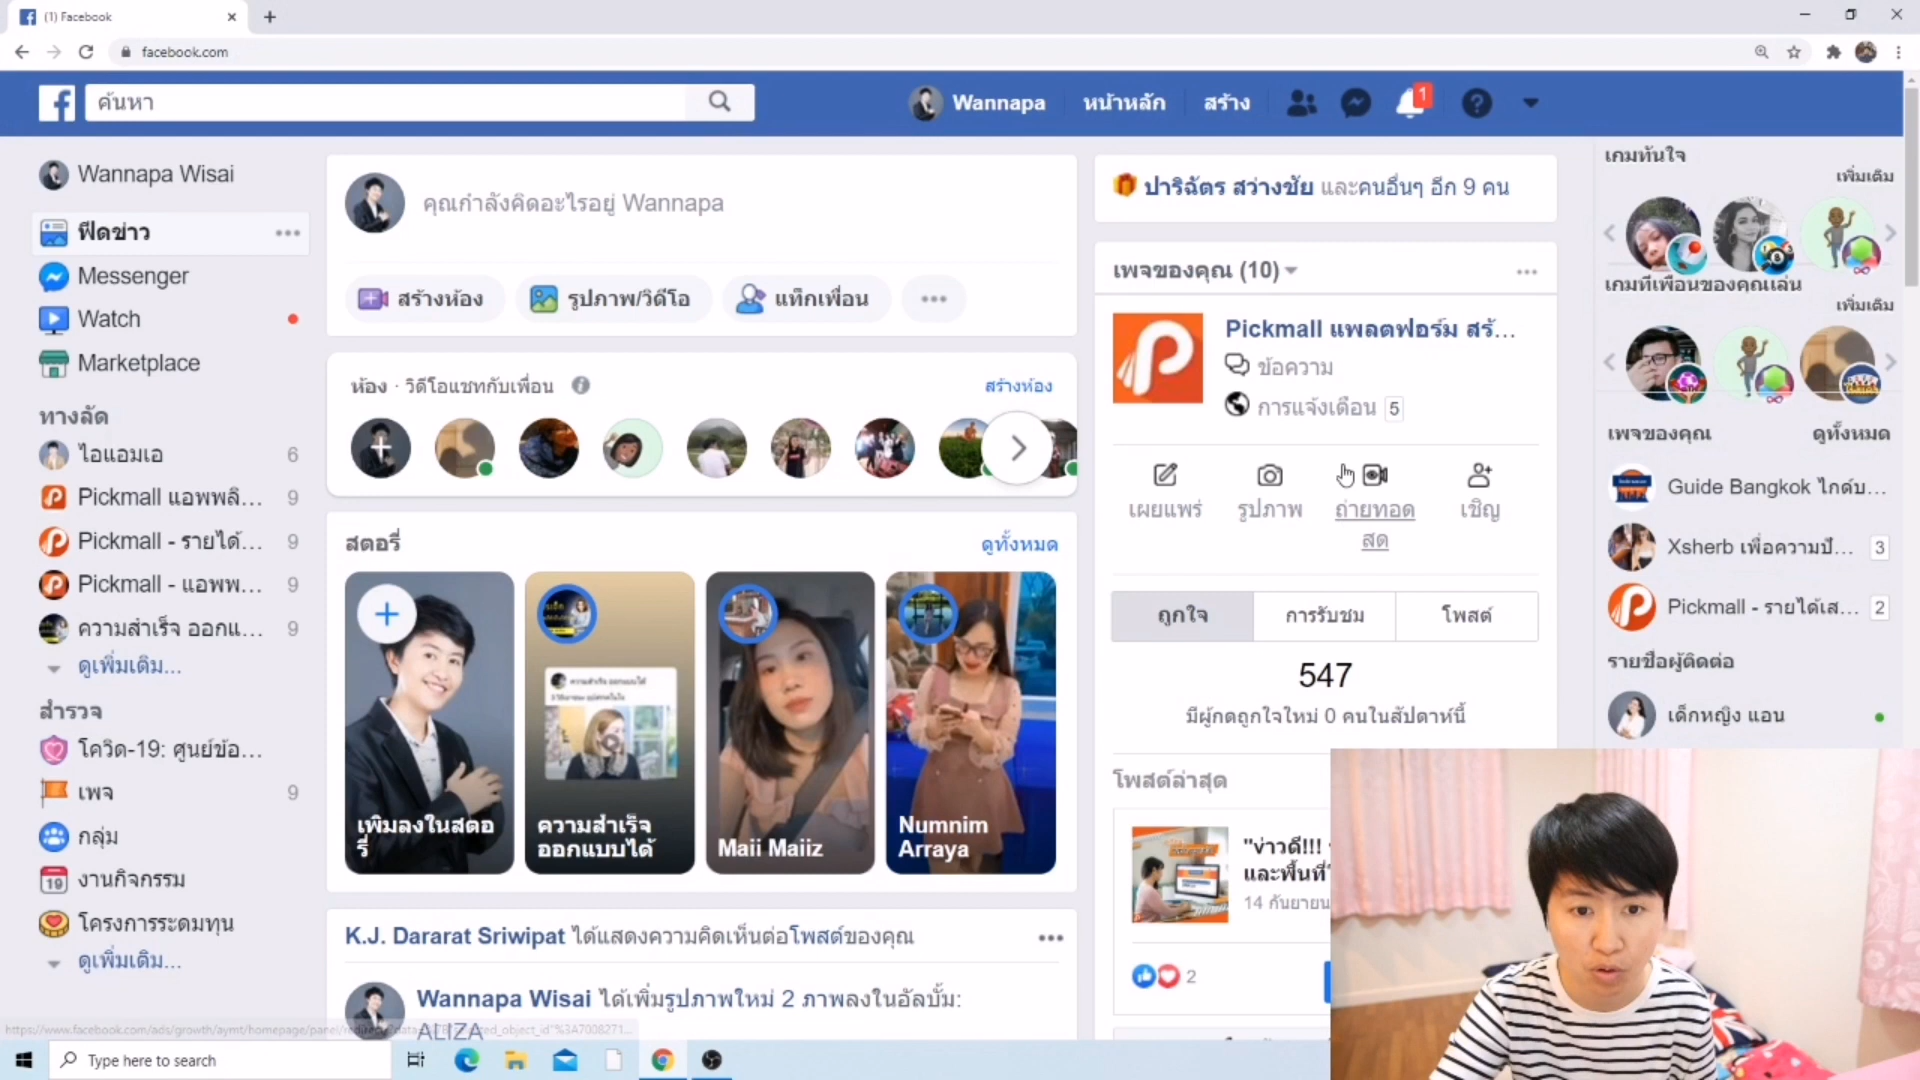 (1) Facebook
facebook.com
ค้นหา
Wannapa
หน้าหลัก
สร้าง
1
Wannapa Wisai
ฟีดข่าว
Messenger
Watch
Marketplace
ทางลัด
ไอแอมเอ 6
Pickmall แอพพลิ... 9
Pickmall - รายได้... 9
Pickmall - แอพพ... 9
ความสำเร็จ ออกแ... 9
ดูเพิ่มเติม...
สำรวจ
โควิด-19: ศูนย์ข้อ...
เพจ 9
กลุ่ม
19 งานกิจกรรม
โครงการระดมทุน
ดูเพิ่มเติม...
คุณกำลังคิดอะไรอยู่ Wannapa
สร้างห้อง
รูปภาพ/วิดีโอ
แท็กเพื่อน
ห้อง · วิดีโอแชทกับเพื่อน
สร้างห้อง
สตอรี่
ดูทั้งหมด
เพิ่มลงในสตอ
รี่
ความสำเร็จ
ออกแบบได้
Maii Maiiz
Numnim
Arraya
K.J. Dararat Sriwipat ได้แสดงความคิดเห็นต่อโพสต์ของคุณ
Wannapa Wisai ได้เพิ่มรูปภาพใหม่ 2 ภาพลงในอัลบั้ม:
ALIZA
ปาริฉัตร สว่างชัย และคนอื่นๆ อีก 9 คน
เพจของคุณ (10)
Pickmall แพลตฟอร์ม สร้...
ข้อความ
การแจ้งเตือน 5
เผยแพร่
รูปภาพ
ถ่ายทอด
สด
เชิญ
ถูกใจ
การรับชม
โพสต์
547
มีผู้กดถูกใจใหม่ 0 คนในสัปดาห์นี้
โพสต์ล่าสุด
"ข่าวดี!!!
และพื้นที่
14 กันยายน
2
เกมทันใจ
เพิ่มเติม
เกมที่เพื่อนของคุณเล่น
เพิ่มเติม
เพจของคุณ
ดูทั้งหมด
Guide Bangkok ไกด์บ...
Xsherb เพื่อความป... 3
Pickmall - รายได้เส... 2
รายชื่อผู้ติดต่อ
เด็กหญิง แอน
Type here to search